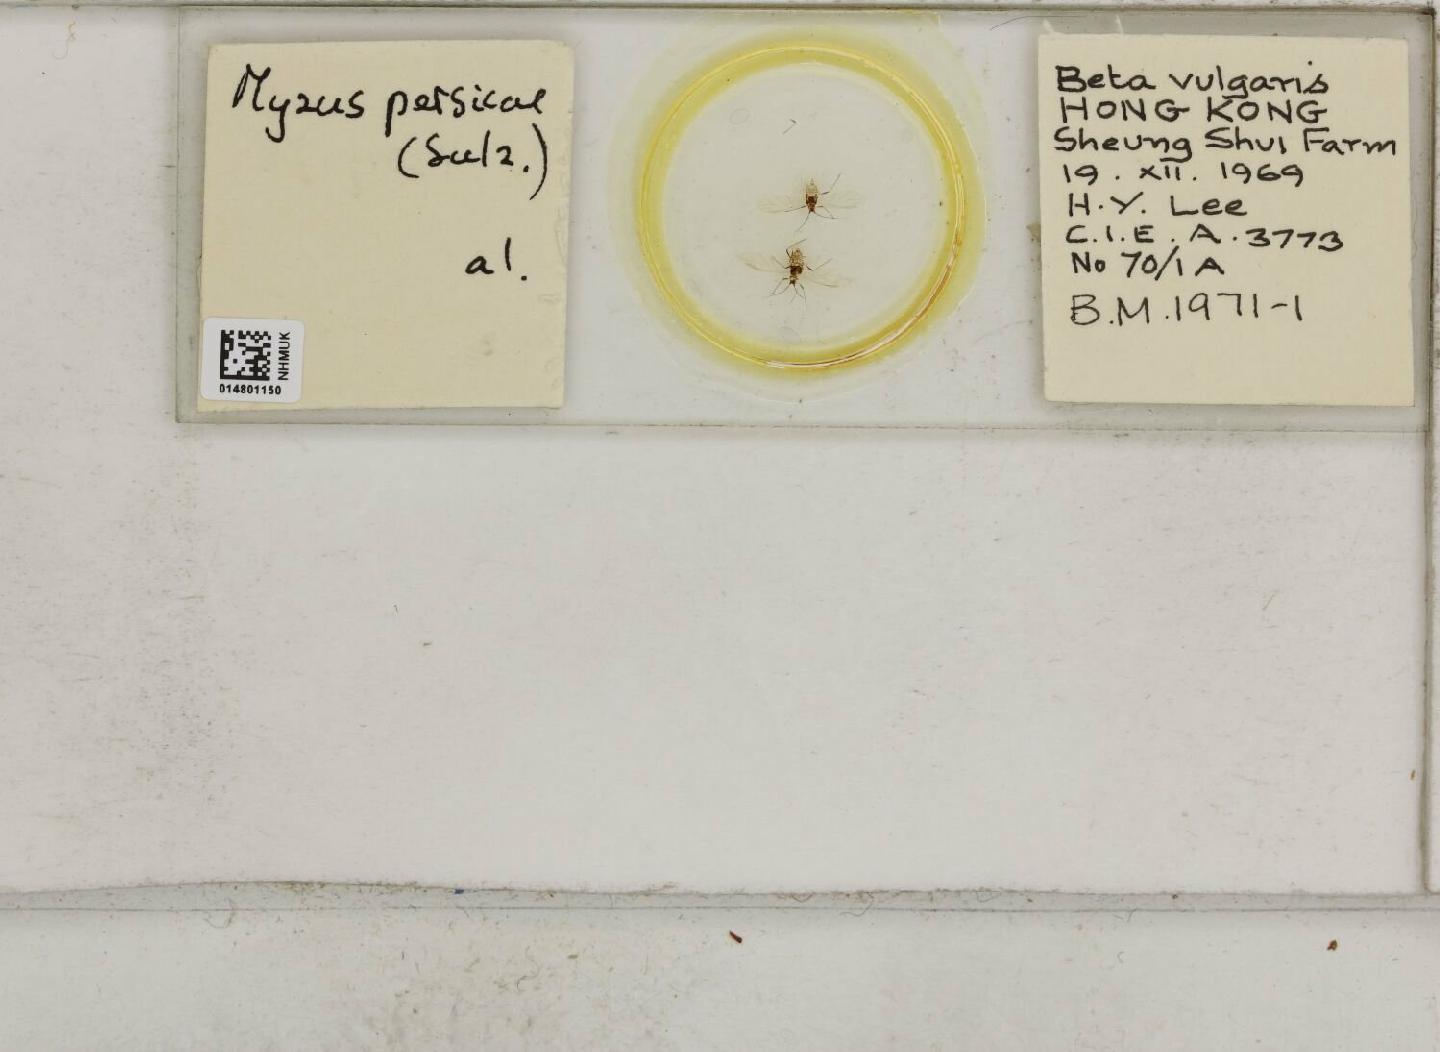 Myzus persicae
(Sulz.)
al.
NHMUK
014801150
Beta vulgaris
HONG KONG
Sheung Shui Farm
19. XII. 1969
H.Y. Lee
C.I.E. A. 3773
No 70/1 A
B.M. 1971-1